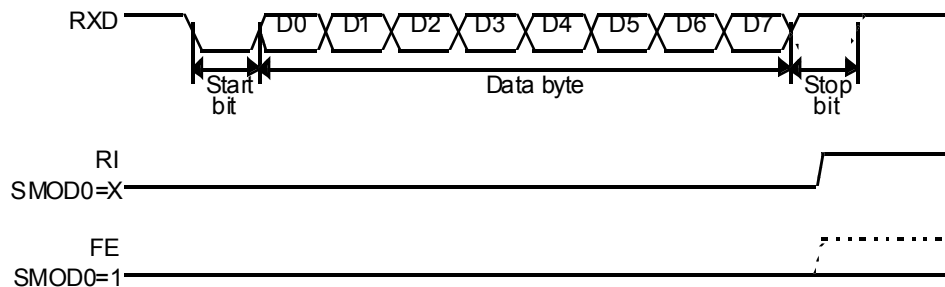 RXD D0 D1 D2 D3 D4 D5 D6 D7
Start bit
Data byte
Stop bit
RI
SMOD0=X
FE
SMOD0=1